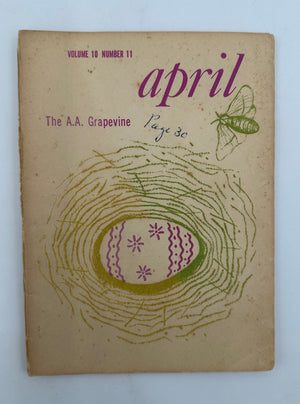 VOLUME 10 NUMBER 11
april
The A.A. Grapevine
Page 30